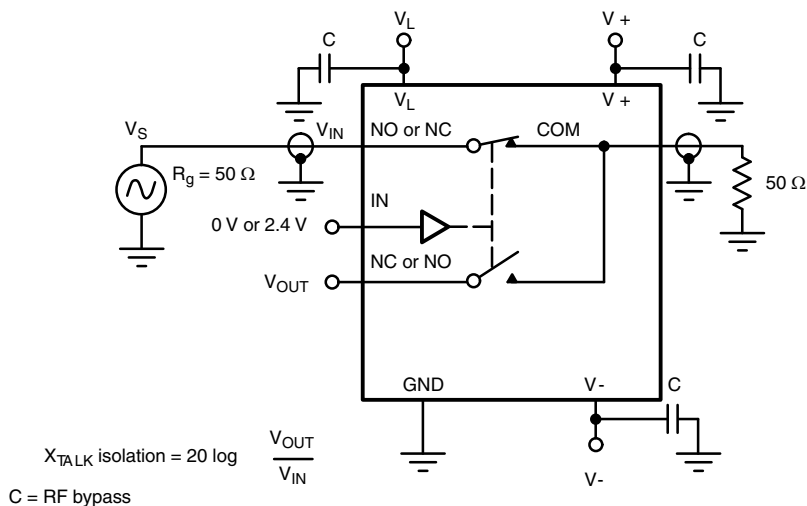 V_L
V +
C
C
V_L
V +
V_S
V_IN
NO or NC
COM
R_g = 50 Ω
50 Ω
IN
0 V or 2.4 V
NC or NO
V_OUT
GND
V-
C
X_TALK isolation = 20 log V_OUT
V_IN
V-
C = RF bypass